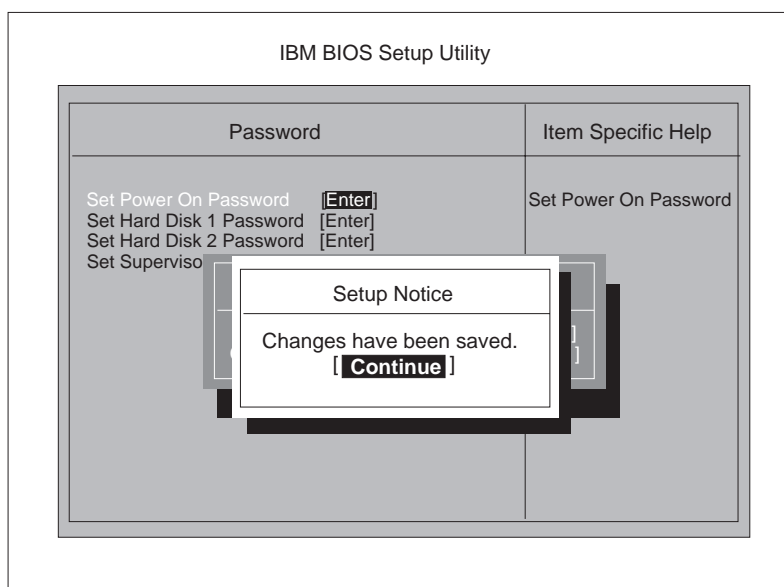 IBM BIOS Setup Utility
Password
Item Specific Help
Set Power On Password [Enter]
Set Power On Password
Set Hard Disk 1 Password [Enter]
Set Hard Disk 2 Password [Enter]
Set
Setup Notice
Changes have been saved.
[ Continue ]
]
]